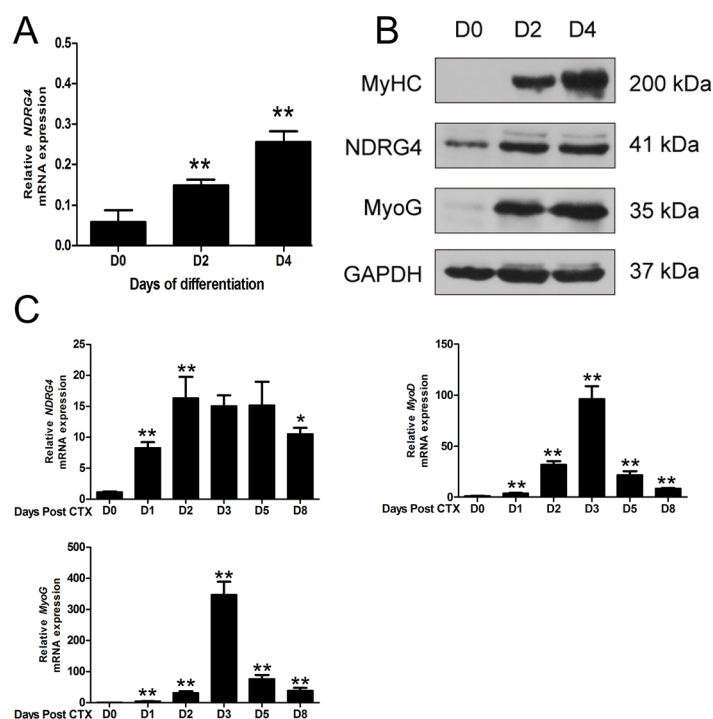 A
Relative NDRG4
mRNA expression
0.5
0.4
0.3
0.2
0.1
0.0
**
**
D0 D2 D4
Days of differentiation
B
D0 D2 D4
MyHC 200 kDa
NDRG4 41 kDa
MyoG 35 kDa
GAPDH 37 kDa
C
Relative NDRG4
mRNA expression
25
20
15
10
5
0
**
**
*
Days Post CTX D0 D1 D2 D3 D5 D8
Relative MyoD
mRNA expression
150
100
50
0
**
**
**
**
**
Days Post CTX D0 D1 D2 D3 D5 D8
Relative MyoG
mRNA expression
500
400
300
200
100
0
**
**
**
**
**
Days Post CTX D0 D1 D2 D3 D5 D8